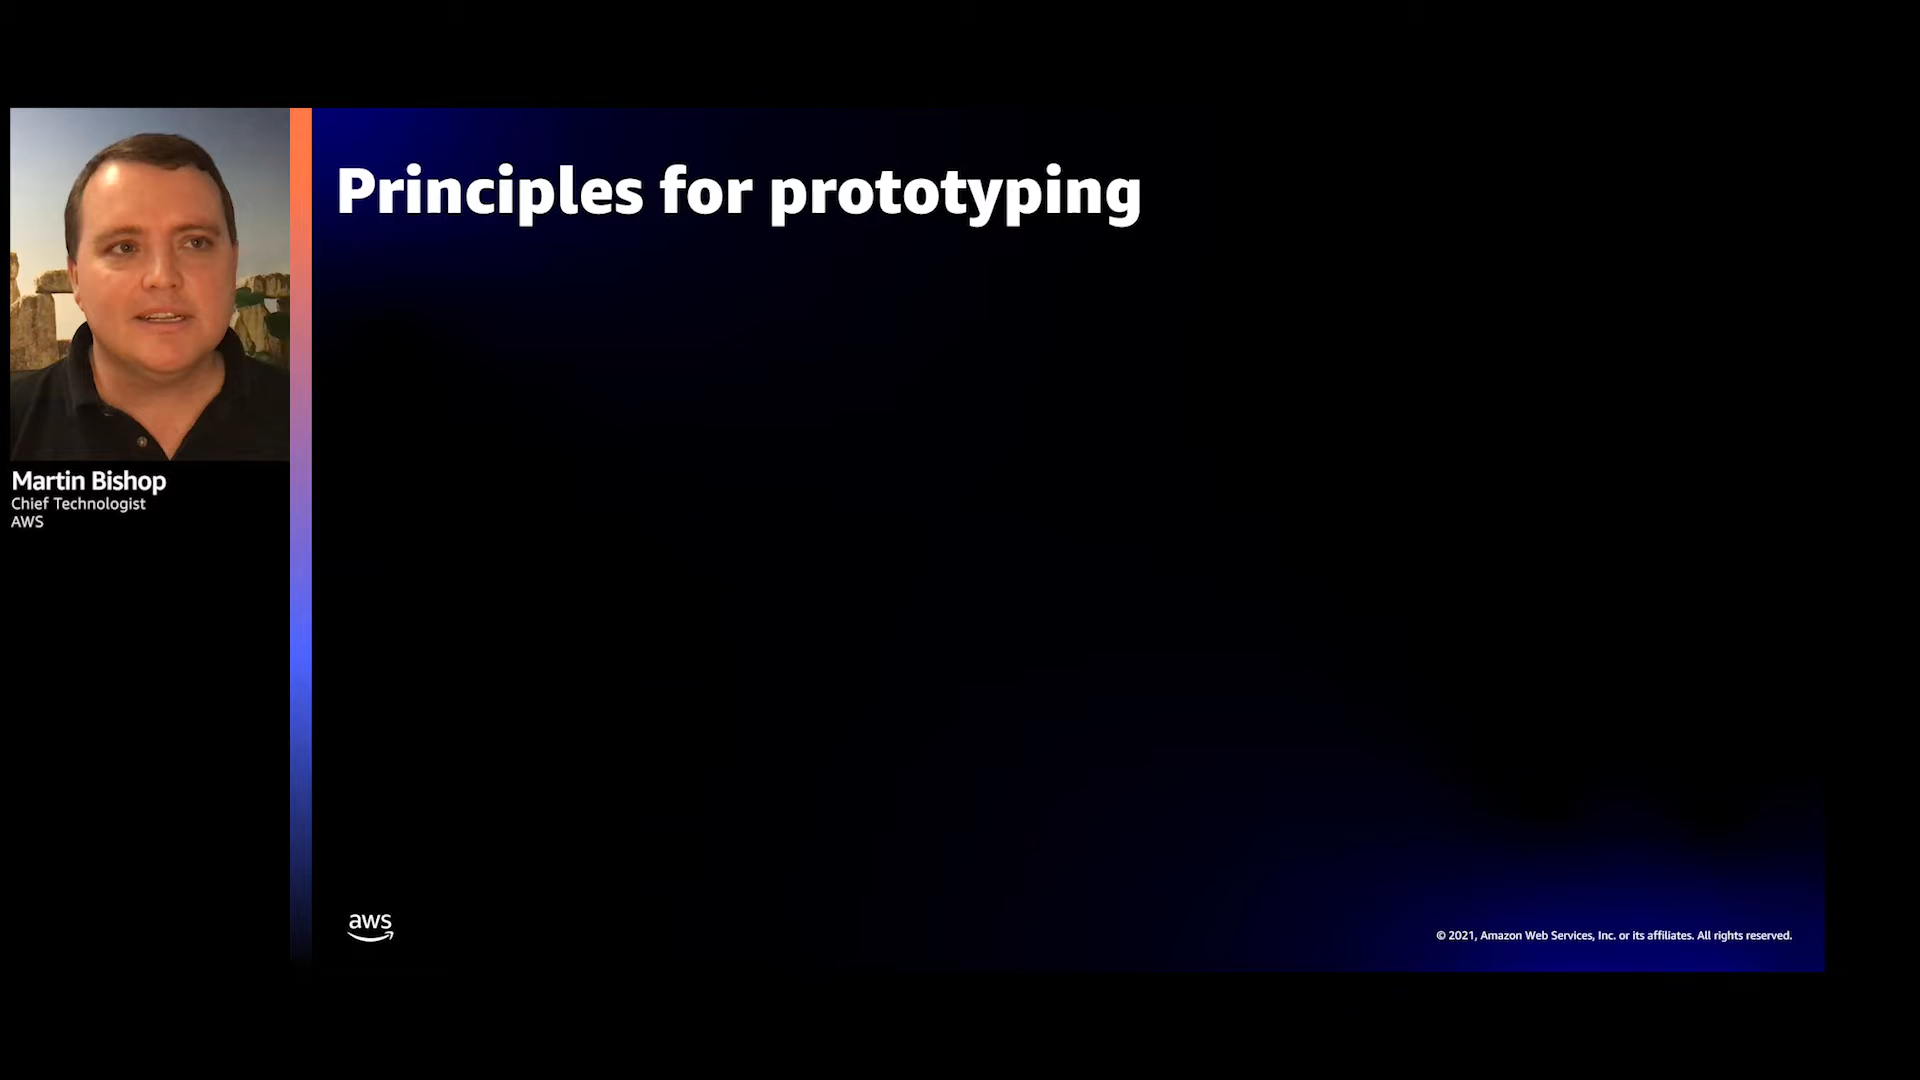 Principles for prototyping
Martin Bishop
Chief Technologist
AWS
aws
© 2021, Amazon Web Services, Inc. or its affiliates. All rights reserved.